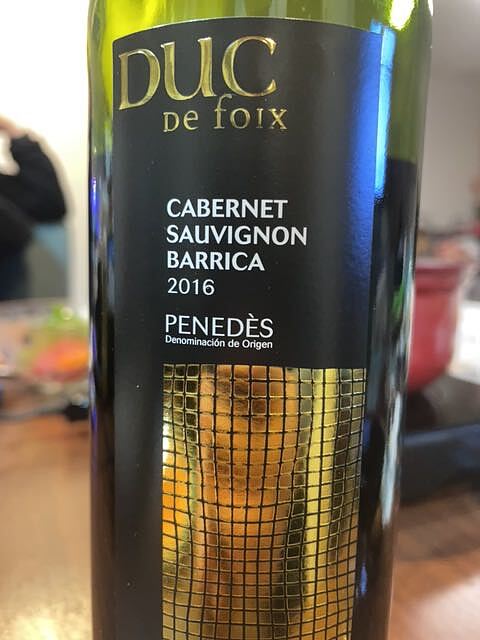 DUC
DE FOIX
CABERNET
SAUVIGNON
BARRICA
2016
PENEDÈS
Denominación de Origen